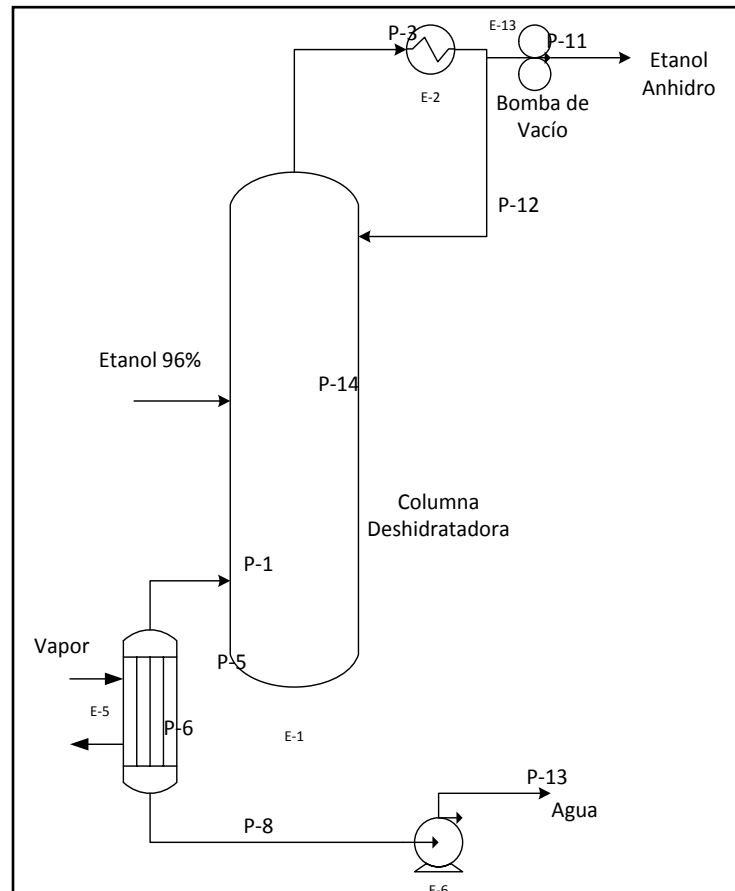 P-3
E-13
P-11
Etanol
Anhidro
E-2
Bomba de
Vacío
P-12
Etanol 96%
P-14
Columna
Deshidratadora
P-1
Vapor
P-5
E-5
P-6
E-1
P-13
Agua
P-8
E-6